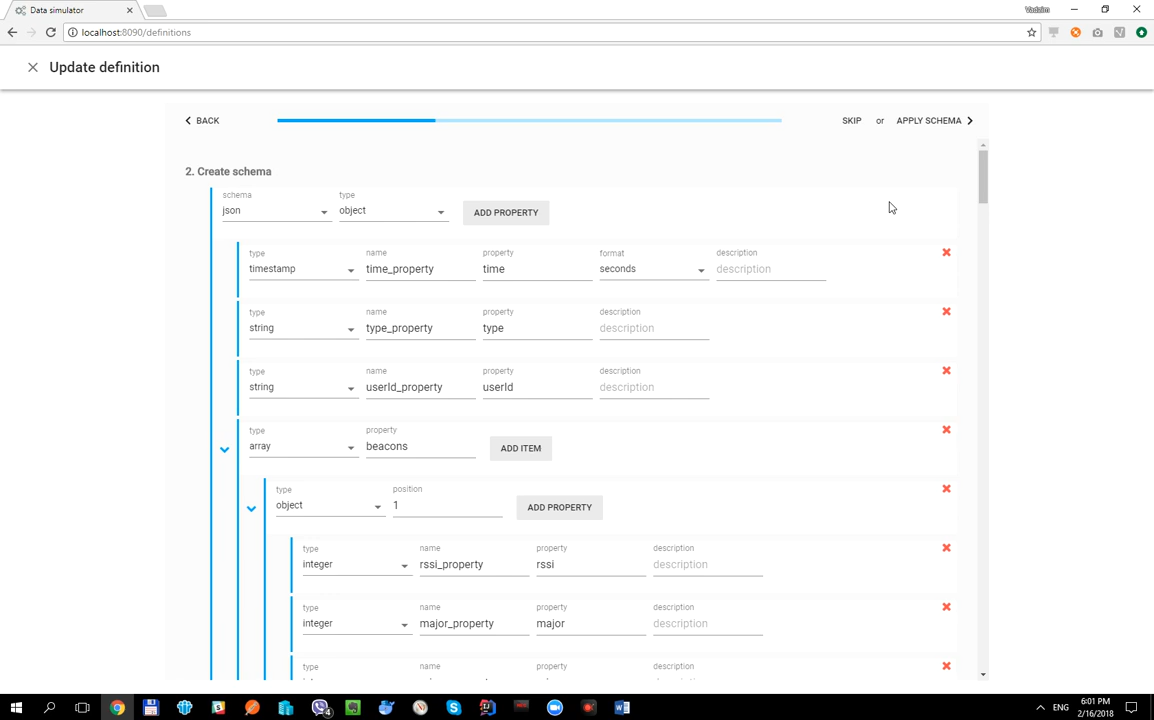 Data simulator
Vadzim
localhost:8090/definitions
Update definition
BACK
SKIP or APPLY SCHEMA
2. Create schema
schema type
json object ADD PROPERTY
type name property format description
timestamp time_property time seconds description
type name property description
string type_property type description
type name property description
string userId_property userId description
type property
array beacons ADD ITEM
type position
object 1 ADD PROPERTY
type name property description
integer rssi_property rssi description
type name property description
integer major_property major description
type name property description
4 ENG 6:01 PM
2/16/2018